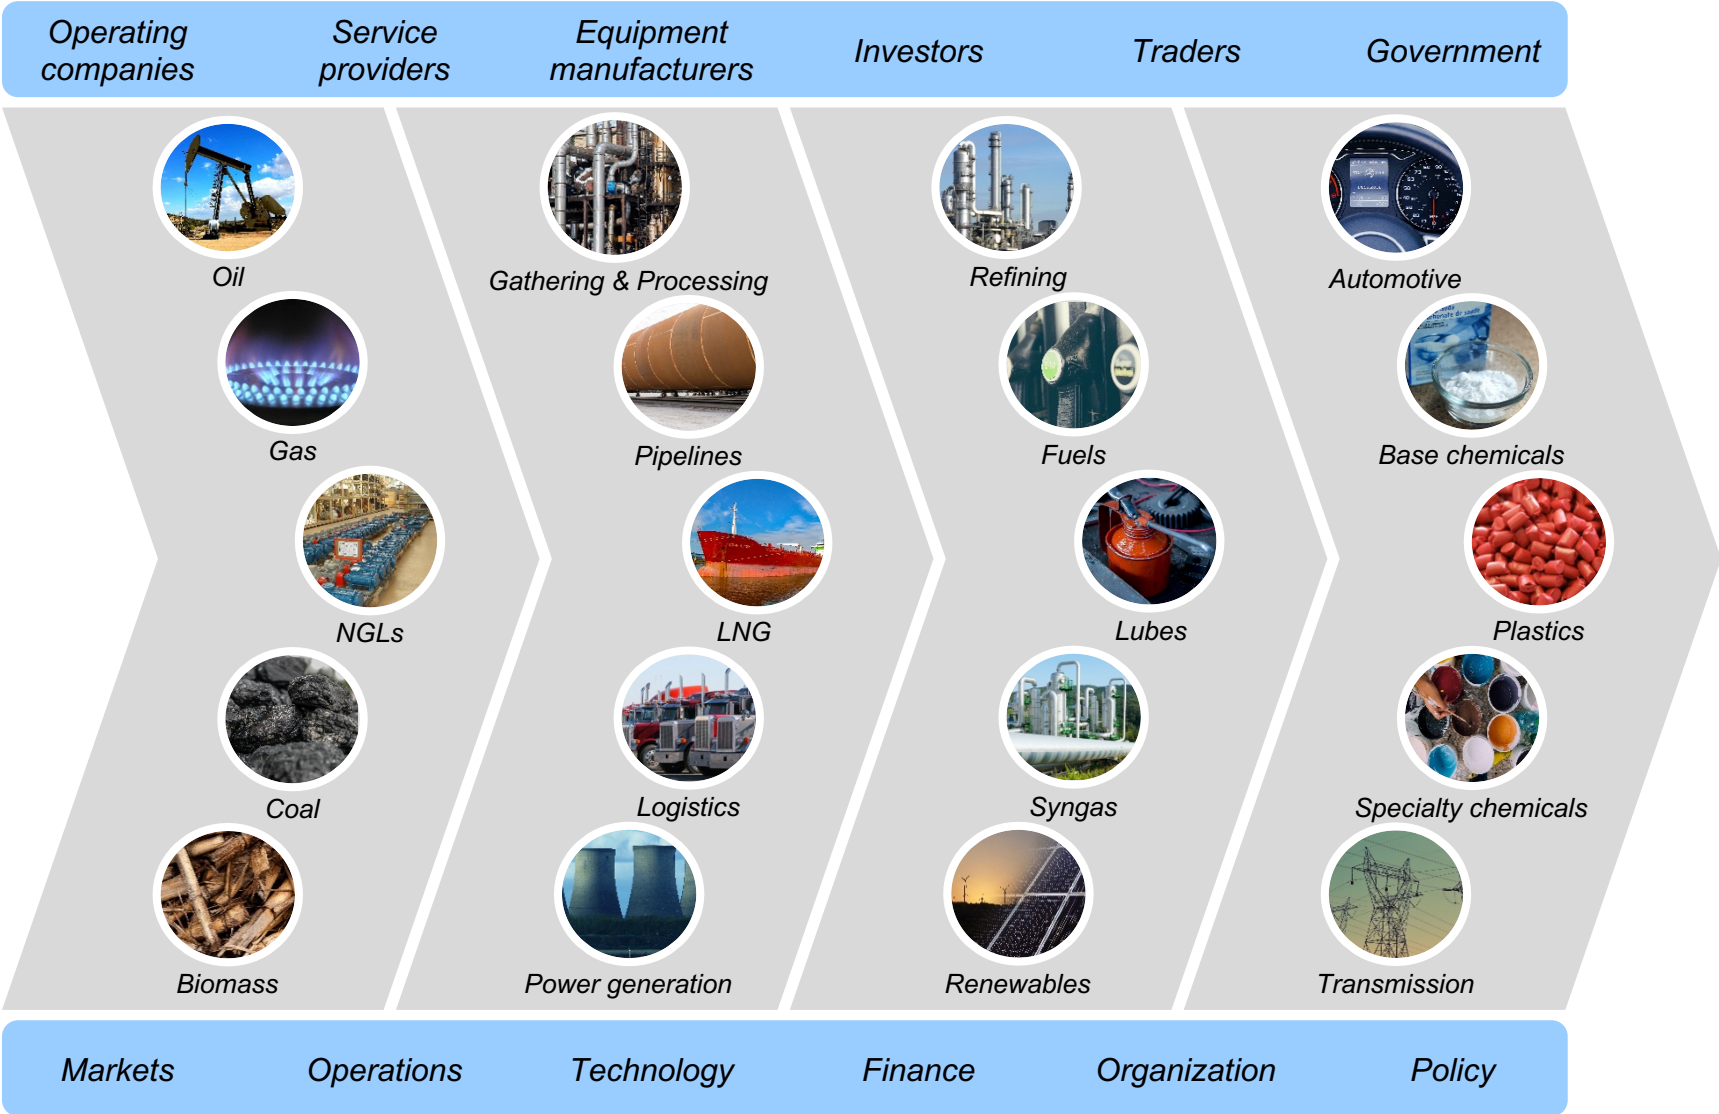 Operating
companies
Service
providers
Equipment
manufacturers
Investors
Traders
Government
Oil
Gas
NGLs
Coal
Biomass
Gathering & Processing
Pipelines
LNG
Logistics
Power generation
Refining
Fuels
Lubes
Syngas
Renewables
Automotive
Base chemicals
Plastics
Specialty chemicals
Transmission
Markets
Operations
Technology
Finance
Organization
Policy